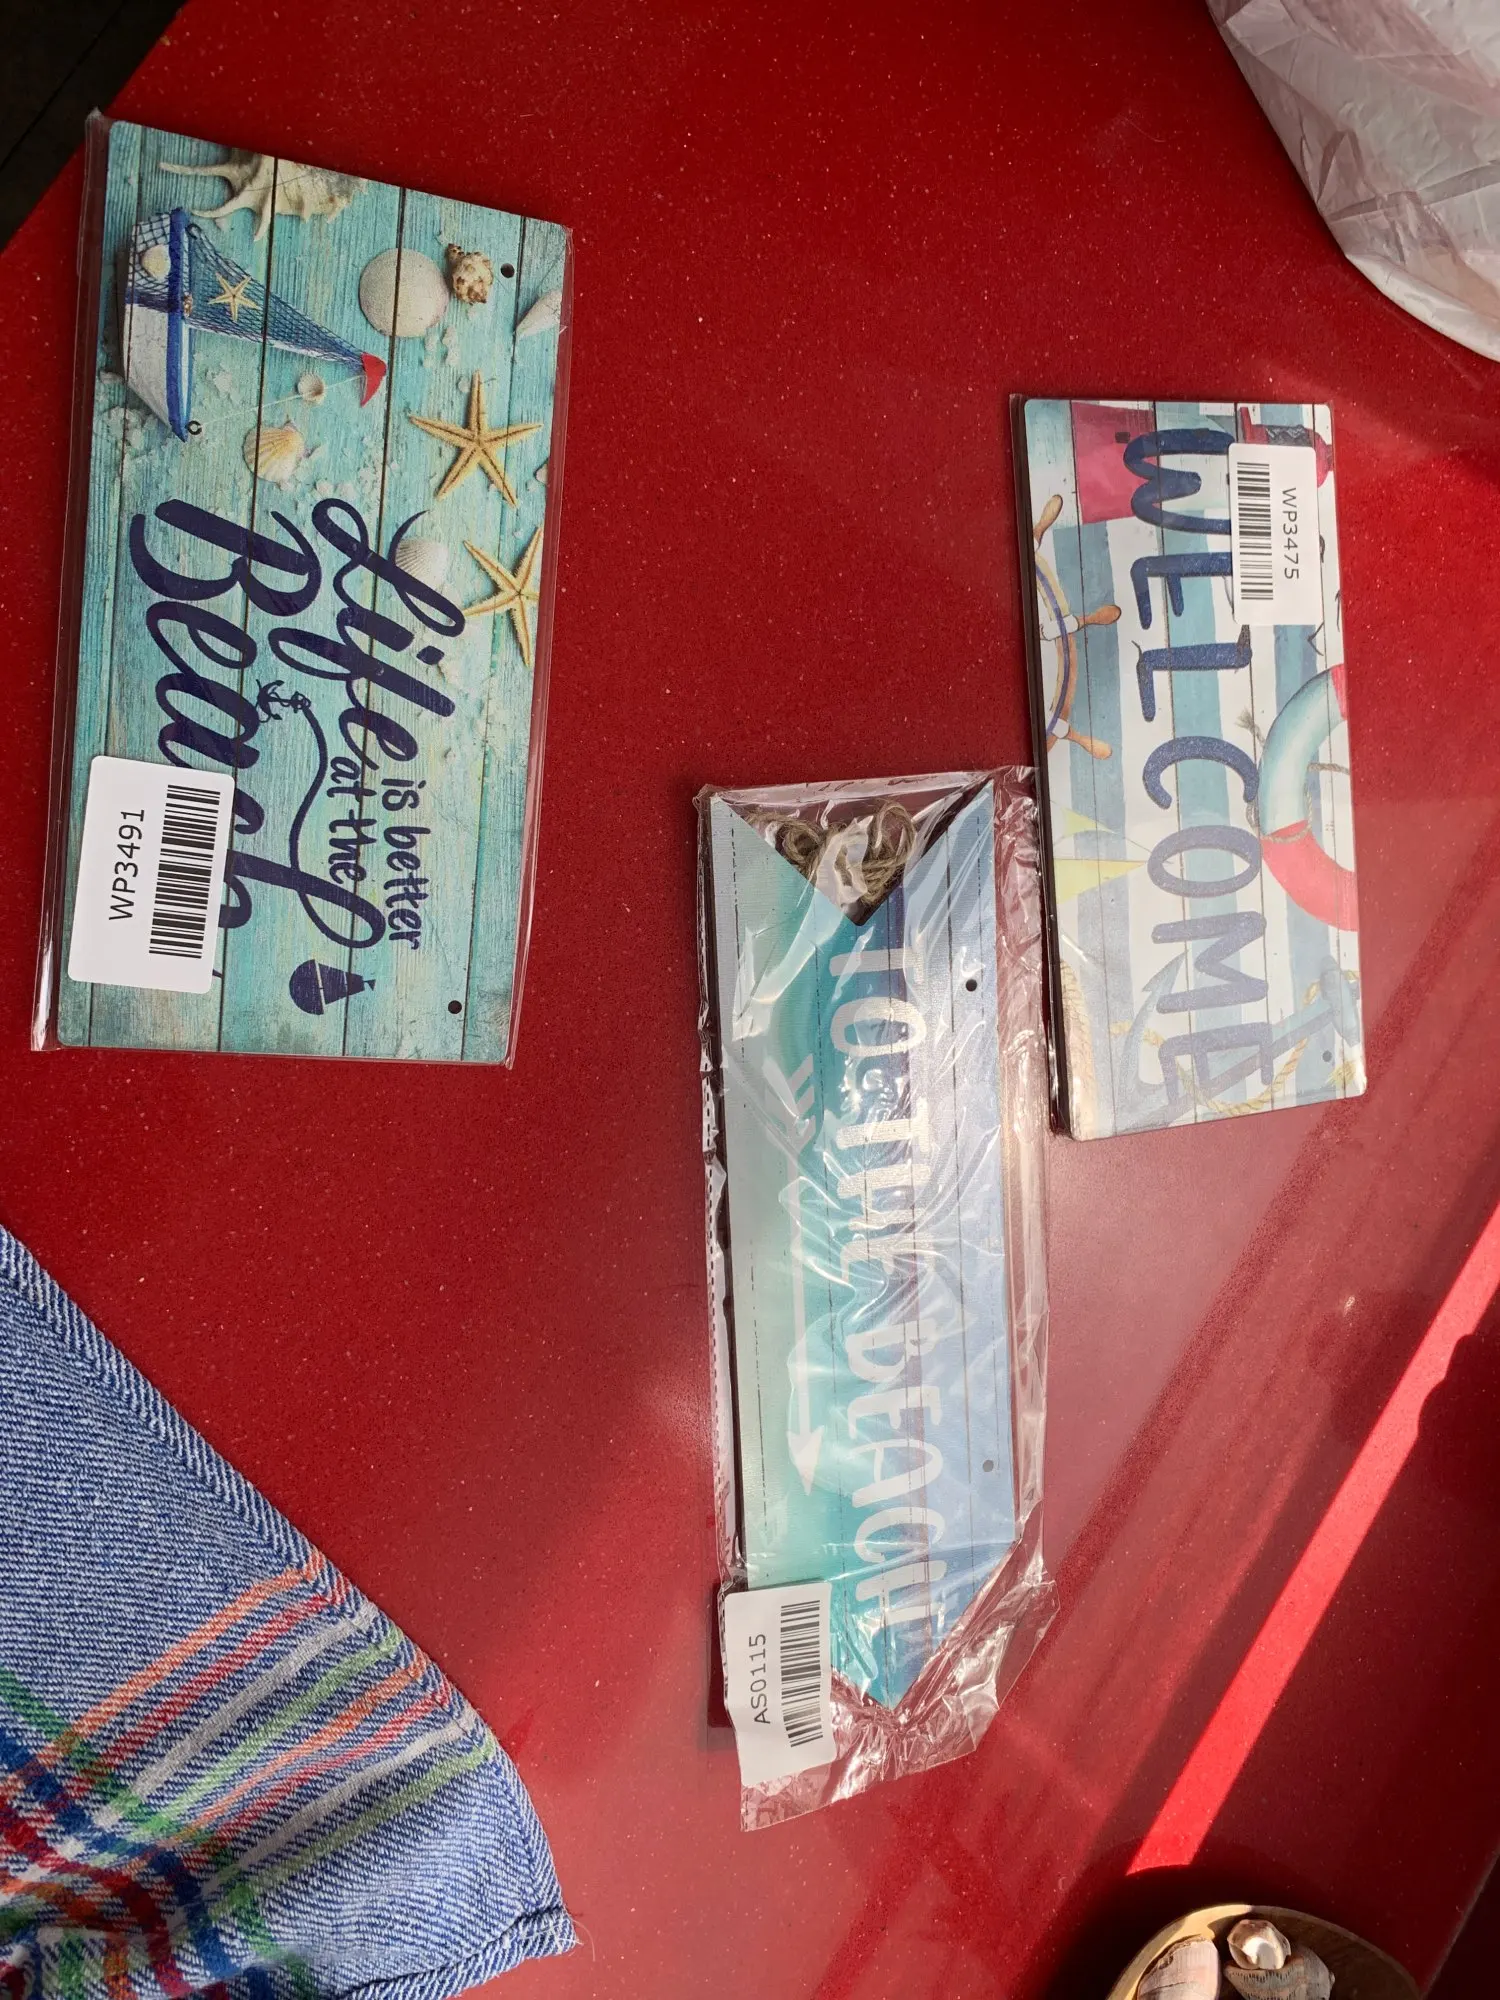 Life is better
at the
Beach
WP3491
WELCOME
WP3475
TO THE BEACH
AS0115